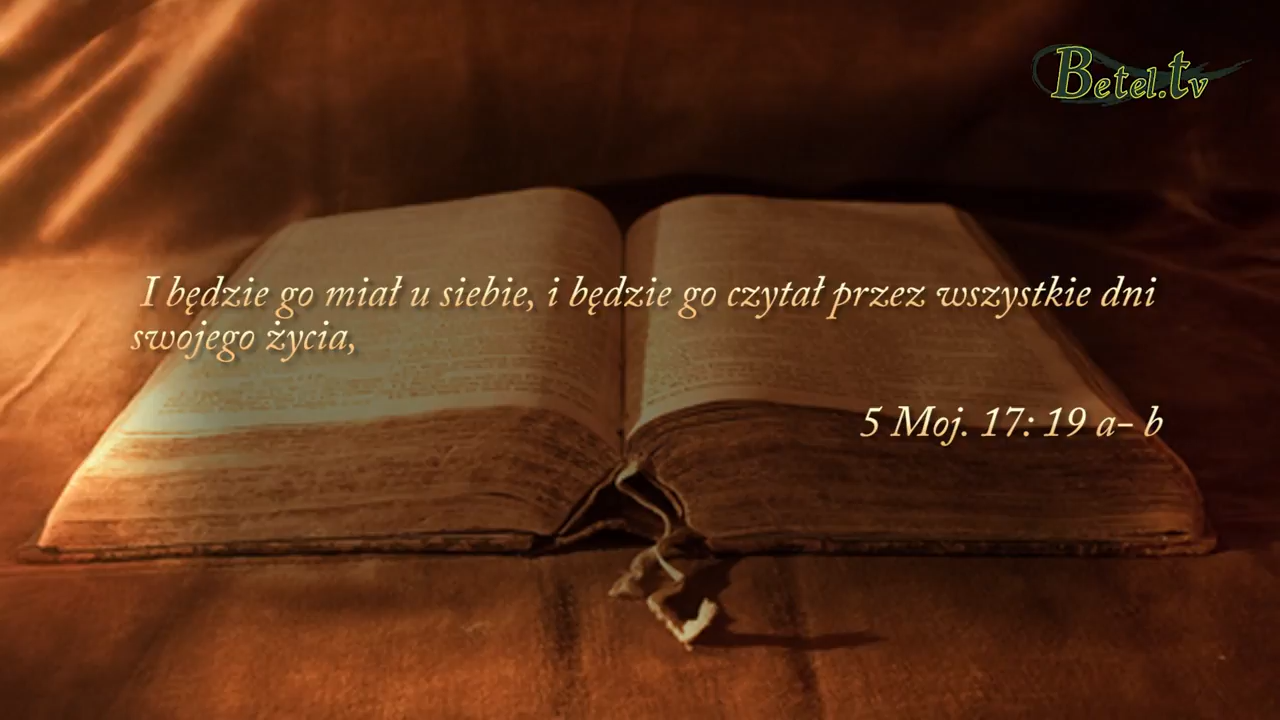 Betel.tv
I będzie go miał u siebie, i będzie go czytał przez wszystkie dni
swojego życia,
5 Moj. 17: 19 a- b